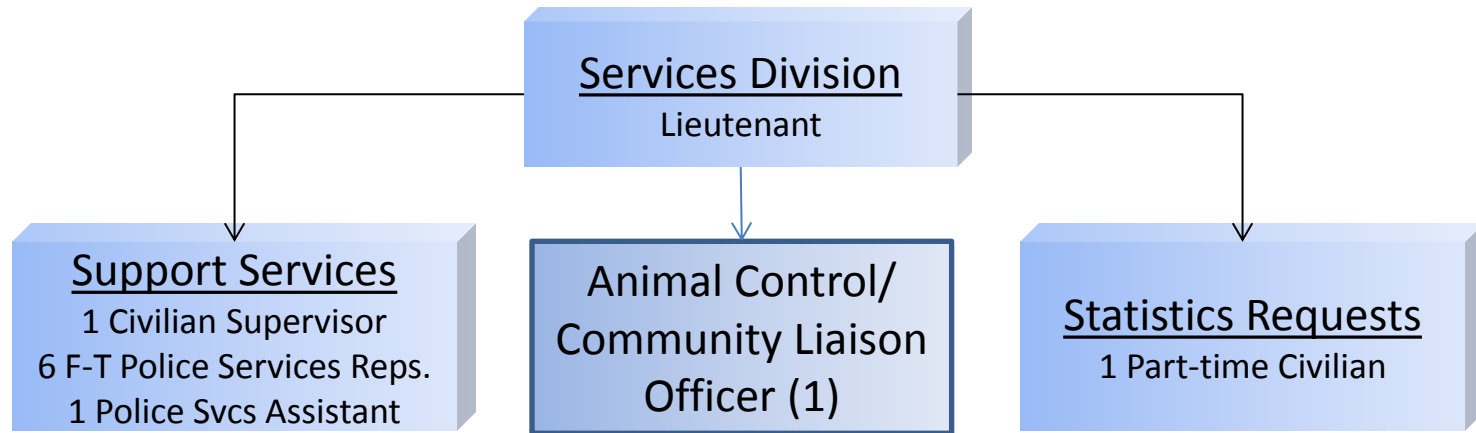 Services Division
Lieutenant
Support Services
1 Civilian Supervisor
6 F-T Police Services Reps.
1 Police Svcs Assistant
Animal Control/
Community Liaison
Officer (1)
Statistics Requests
1 Part-time Civilian